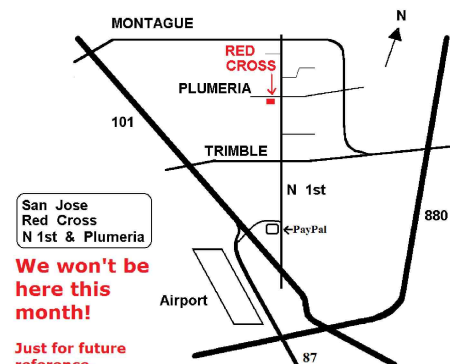 N
MONTAGUE
RED
CROSS
PLUMERIA
101
TRIMBLE
N 1st
880
San Jose
Red Cross
N 1st & Plumeria
PayPal
We won't be
here this
month!
Airport
Just for future
reference
87